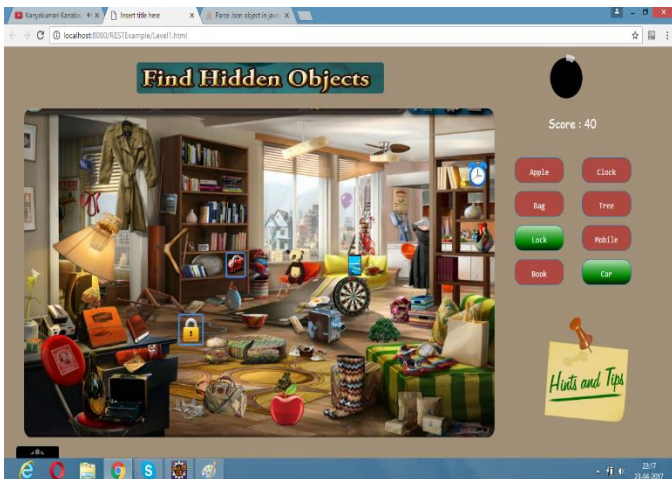 Kanyakumari Kanaba
Insert title here
Parse Json object in java
localhost:8080/RESTExample/Level1.html
Find Hidden Objects
Score : 40
Apple
Clock
Bag
Tree
Lock
Mobile
Book
Car
Hints and Tips
22:17
23-04-2017